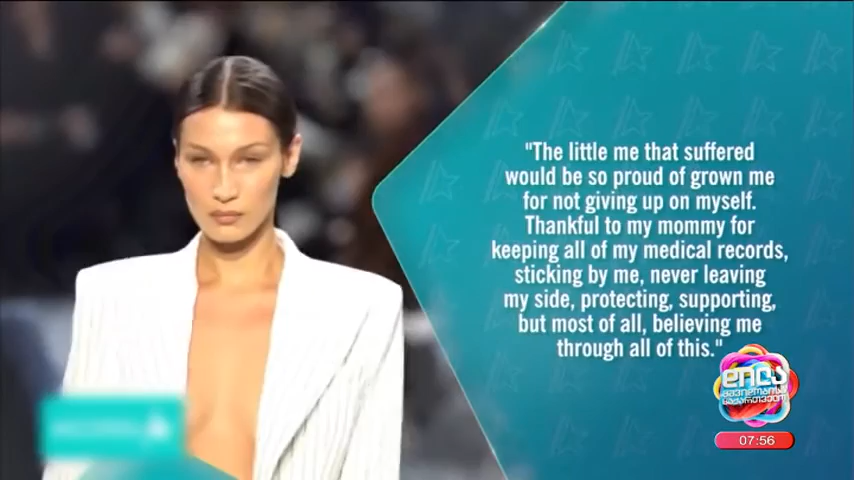 "The little me that suffered
would be so proud of grown me
for not giving up on myself.
Thankful to my mommy for
keeping all of my medical records,
sticking by me, never leaving
my side, protecting, supporting,
but most of all, believing me
through all of this."
07:56